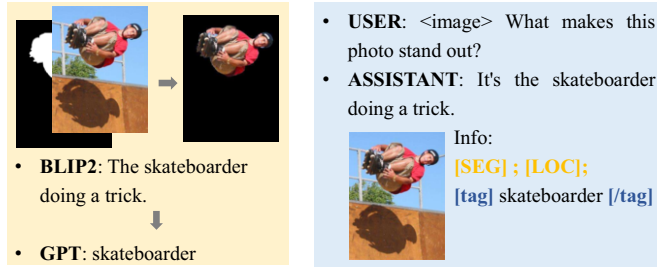 • BLIP2: The skateboarder
doing a trick.
• GPT: skateboarder
• USER: <image> What makes this
photo stand out?
• ASSISTANT: It's the skateboarder
doing a trick.
Info:
[SEG] ; [LOC];
[tag] skateboarder [/tag]